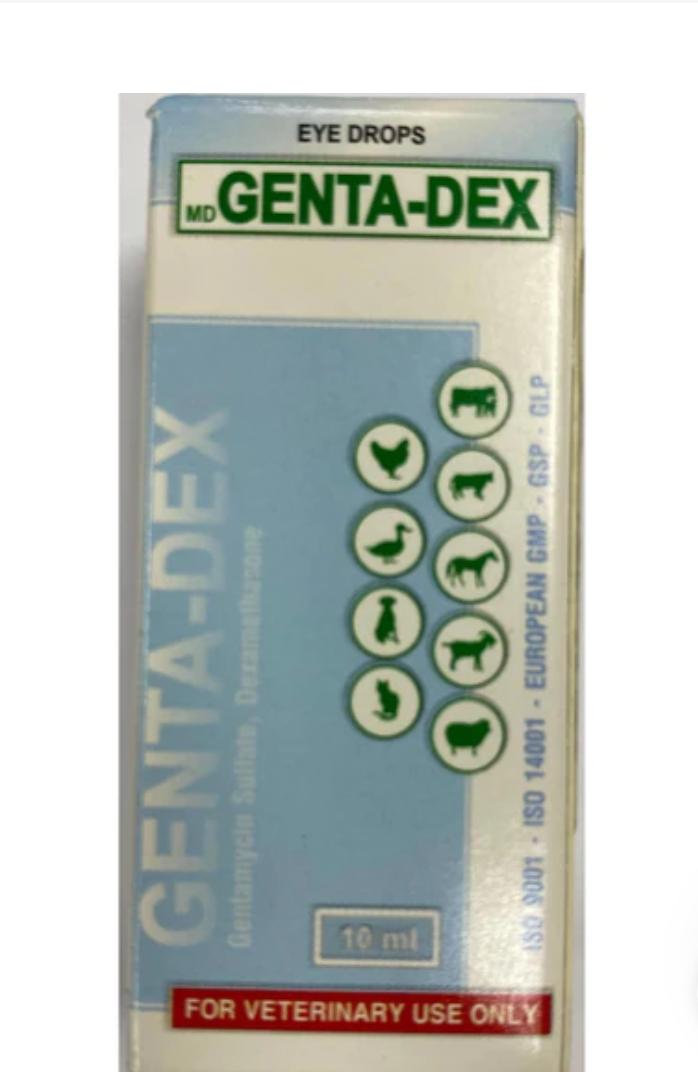 EYE DROPS
MD GENTA-DEX
GENTA-DEX
Gentamycin Sulfate, Dexamethasone
ISO 9001 - ISO 14001 - EUROPEAN GMP - GSP - GLP
10 ml
FOR VETERINARY USE ONLY